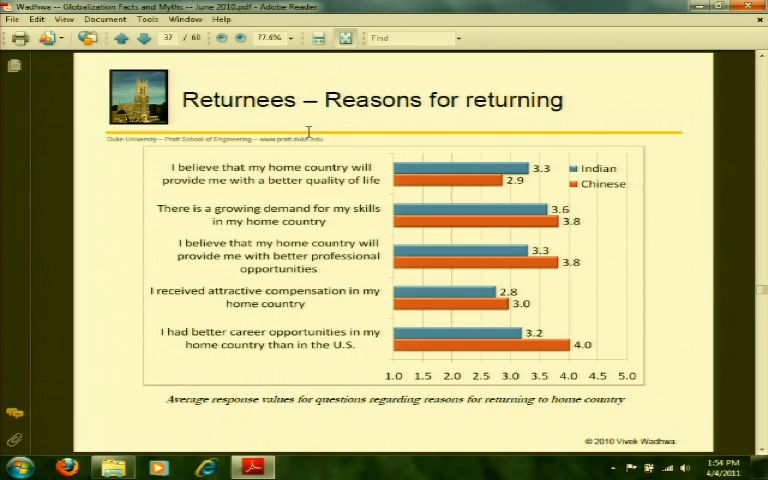 Wadhwa -- Globalization Facts and Myths -- June 2010.pdf - Adobe Reader
File Edit View Document Tools Window Help
37 / 60 77.6% Find
Returnees – Reasons for returning
Duke University – Pratt School of Engineering – www.pratt.duke.edu
I believe that my home country will
provide me with a better quality of life
3.3
2.9
Indian
Chinese
There is a growing demand for my skills
in my home country
3.6
3.8
I believe that my home country will
provide me with better professional
opportunities
3.3
3.8
I received attractive compensation in my
home country
2.8
3.0
I had better career opportunities in my
home country than in the U.S.
3.2
4.0
1.0 1.5 2.0 2.5 3.0 3.5 4.0 4.5 5.0
Average response values for questions regarding reasons for returning to home country
© 2010 Vivek Wadhwa
1:54 PM
4/4/2011